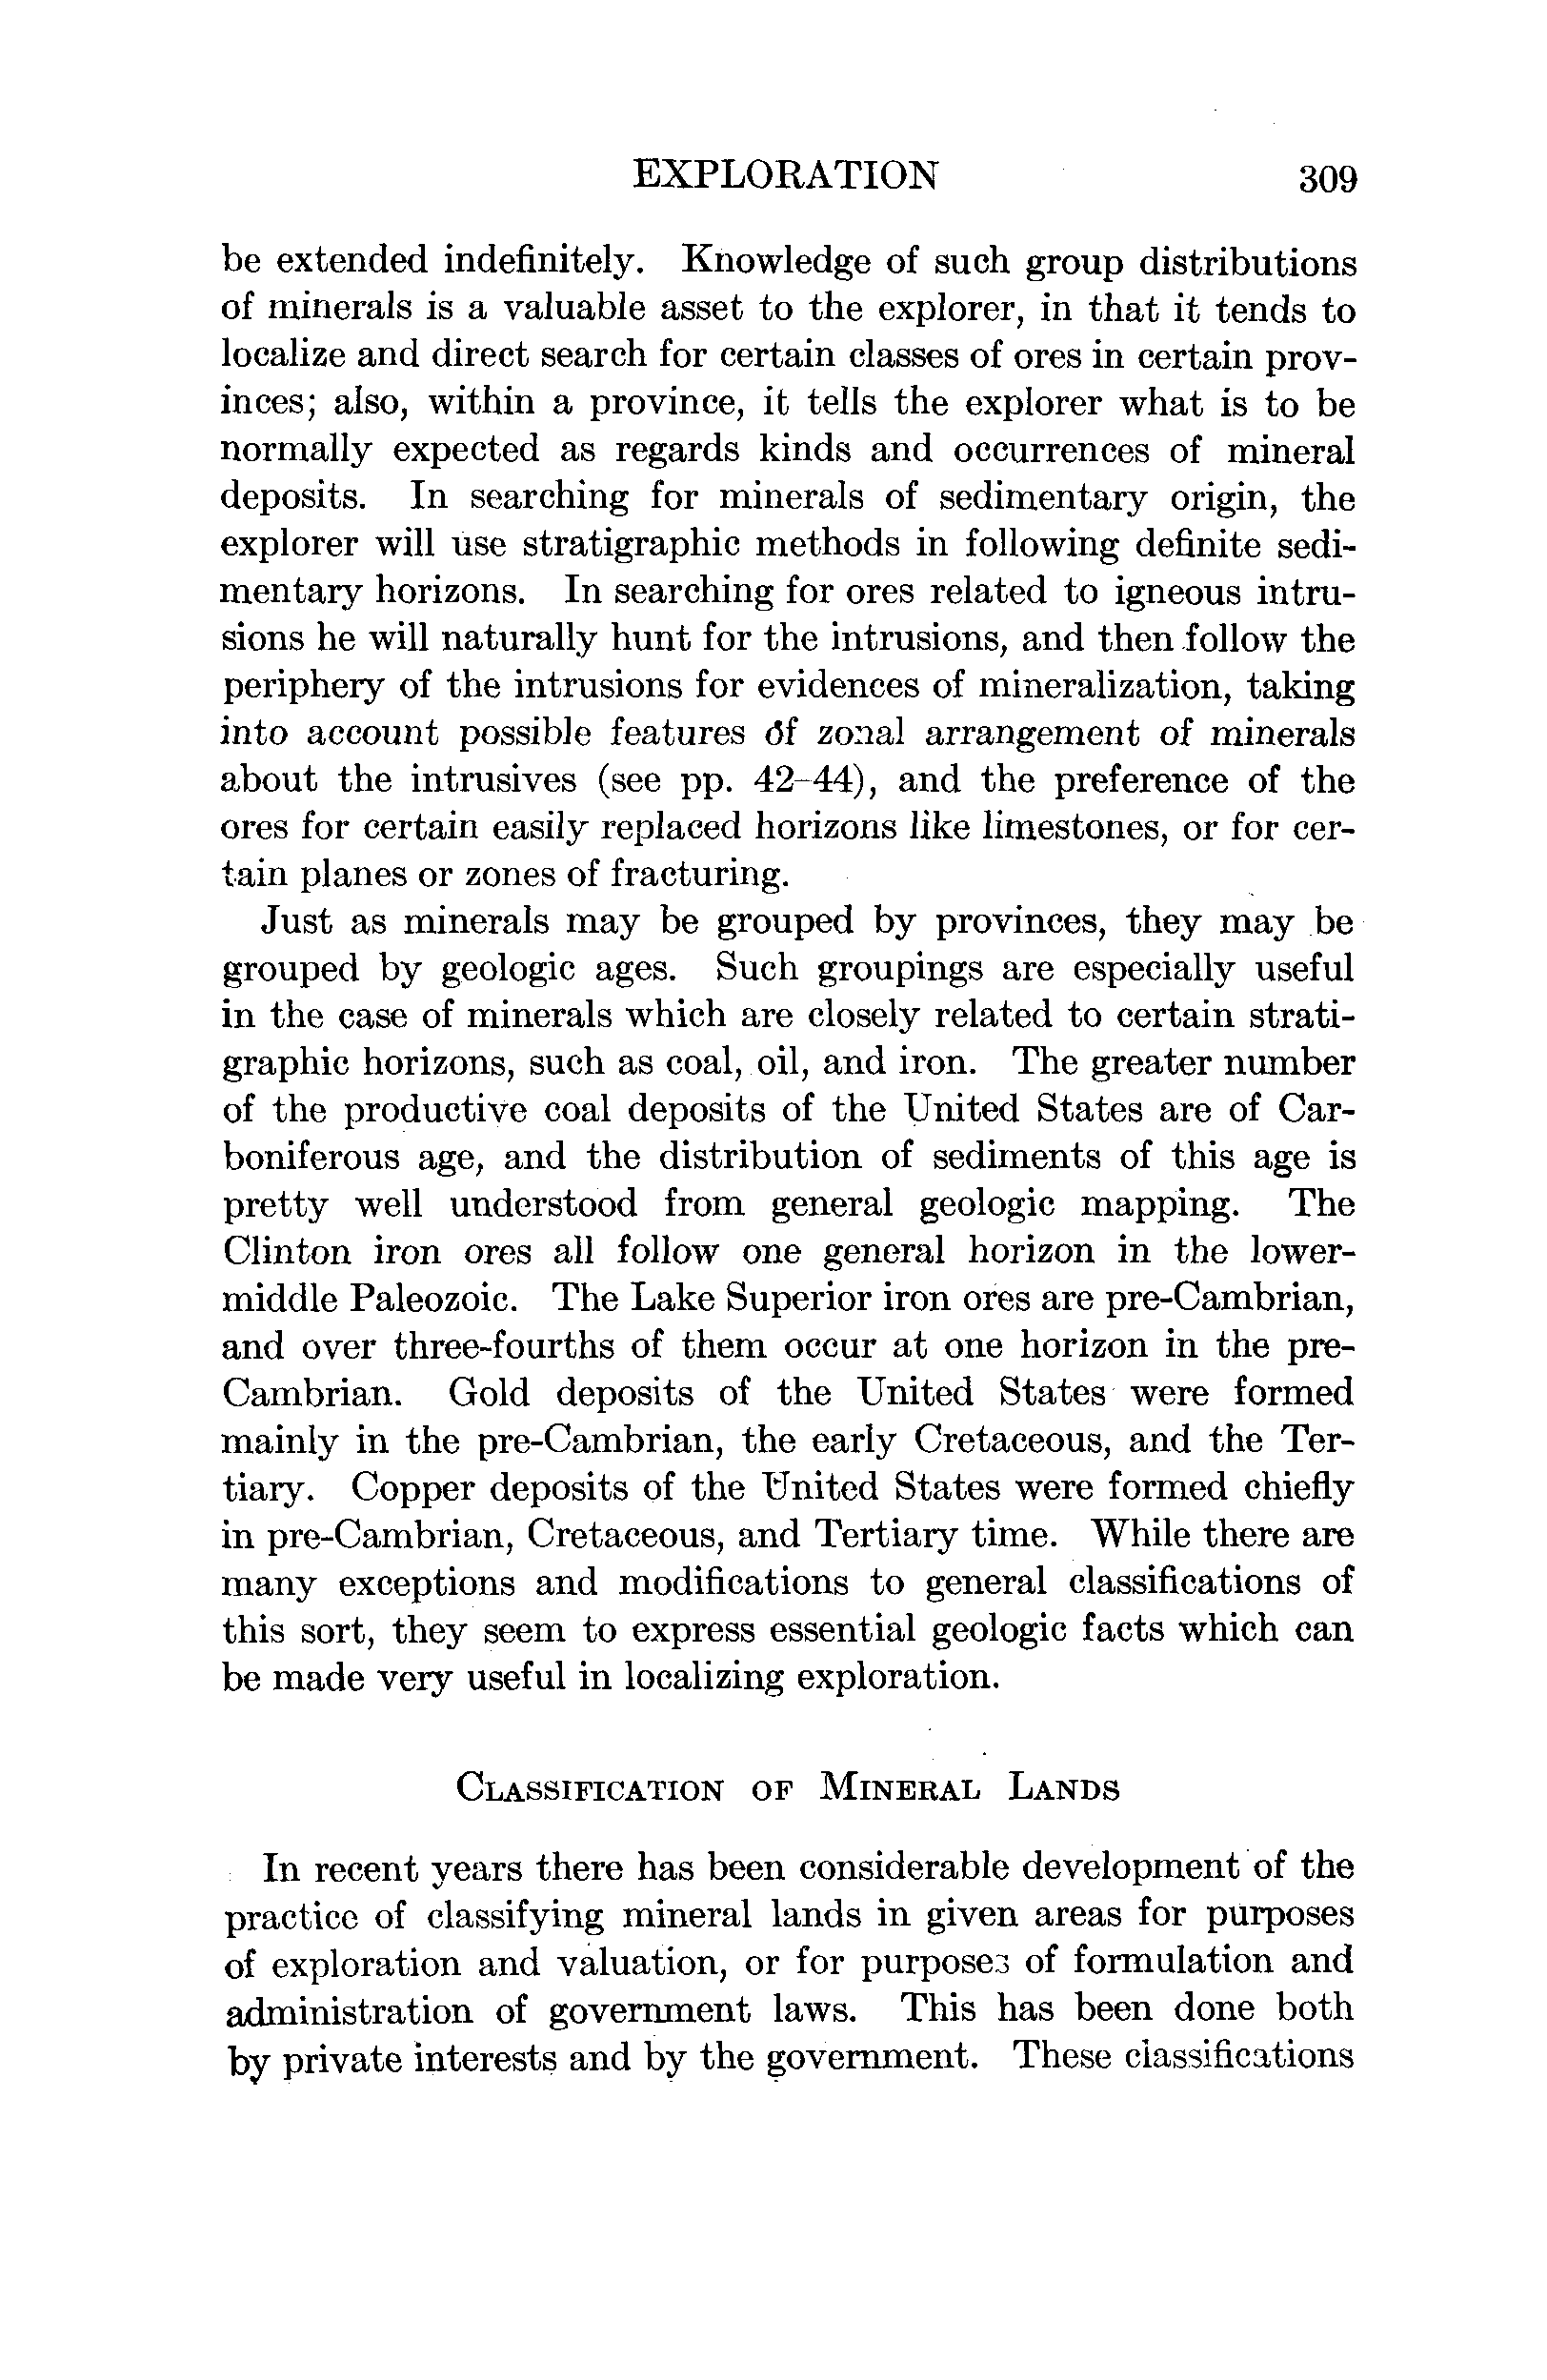 EXPLORATION 309
be extended indefinitely. Knowledge of such group distributions
of minerals is a valuable asset to the explorer, in that it tends to
localize and direct search for certain classes of ores in certain prov-
inces; also, within a province, it tells the explorer what is to be
normally expected as regards kinds and occurrences of mineral
deposits. In searching for minerals of sedimentary origin, the
explorer will use stratigraphic methods in following definite sedi-
mentary horizons. In searching for ores related to igneous intru-
sions he will naturally hunt for the intrusions, and then follow the
periphery of the intrusions for evidences of mineralization, taking
into account possible features of zonal arrangement of minerals
about the intrusives (see pp. 42–44), and the preference of the
ores for certain easily replaced horizons like limestones, or for cer-
tain planes or zones of fracturing.
Just as minerals may be grouped by provinces, they may be
grouped by geologic ages. Such groupings are especially useful
in the case of minerals which are closely related to certain strati-
graphic horizons, such as coal, oil, and iron. The greater number
of the productive coal deposits of the United States are of Car-
boniferous age, and the distribution of sediments of this age is
pretty well understood from general geologic mapping. The
Clinton iron ores all follow one general horizon in the lower-
middle Paleozoic. The Lake Superior iron ores are pre-Cambrian,
and over three-fourths of them occur at one horizon in the pre-
Cambrian. Gold deposits of the United States were formed
mainly in the pre-Cambrian, the early Cretaceous, and the Ter-
tiary. Copper deposits of the United States were formed chiefly
in pre-Cambrian, Cretaceous, and Tertiary time. While there are
many exceptions and modifications to general classifications of
this sort, they seem to express essential geologic facts which can
be made very useful in localizing exploration.
CLASSIFICATION OF MINERAL LANDS
In recent years there has been considerable development of the
practice of classifying mineral lands in given areas for purposes
of exploration and valuation, or for purposes of formulation and
administration of government laws. This has been done both
by private interests and by the government. These classifications